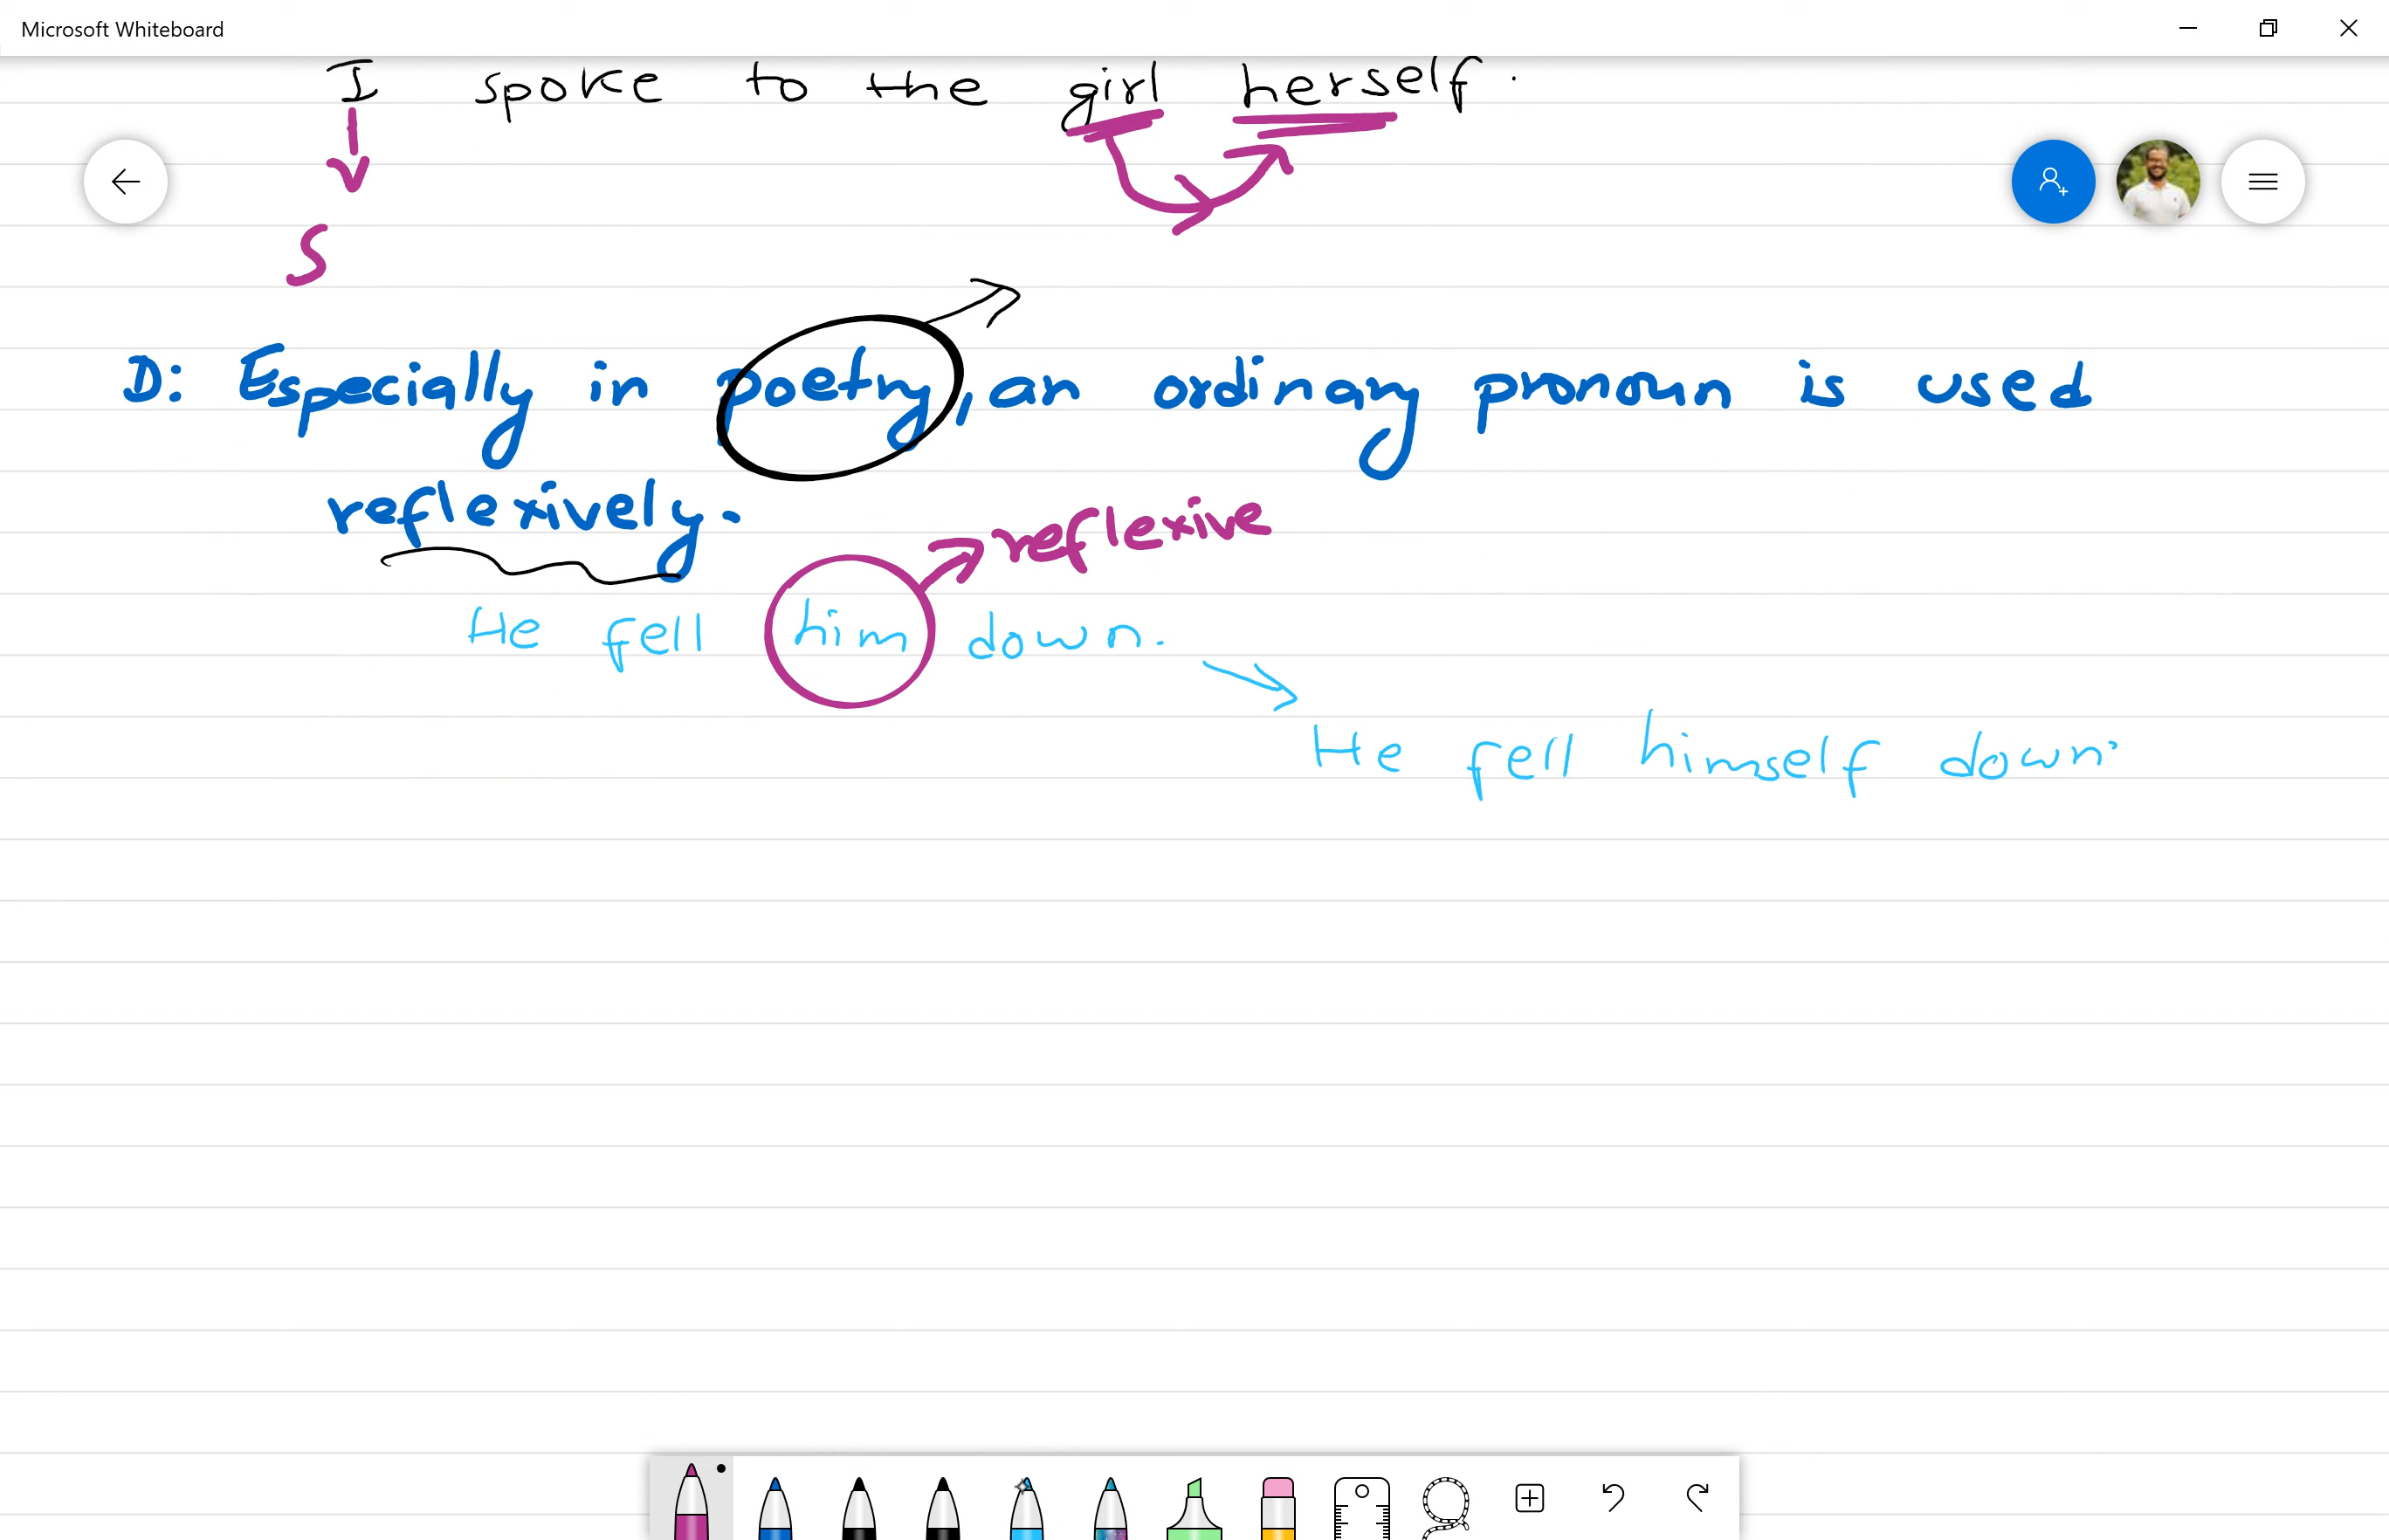 Microsoft Whiteboard
I spoke to the girl herself.
S
D: Especially in poetry, an ordinary pronoun is used
reflexively.
reflexive
He fell him down.
He fell himself down.